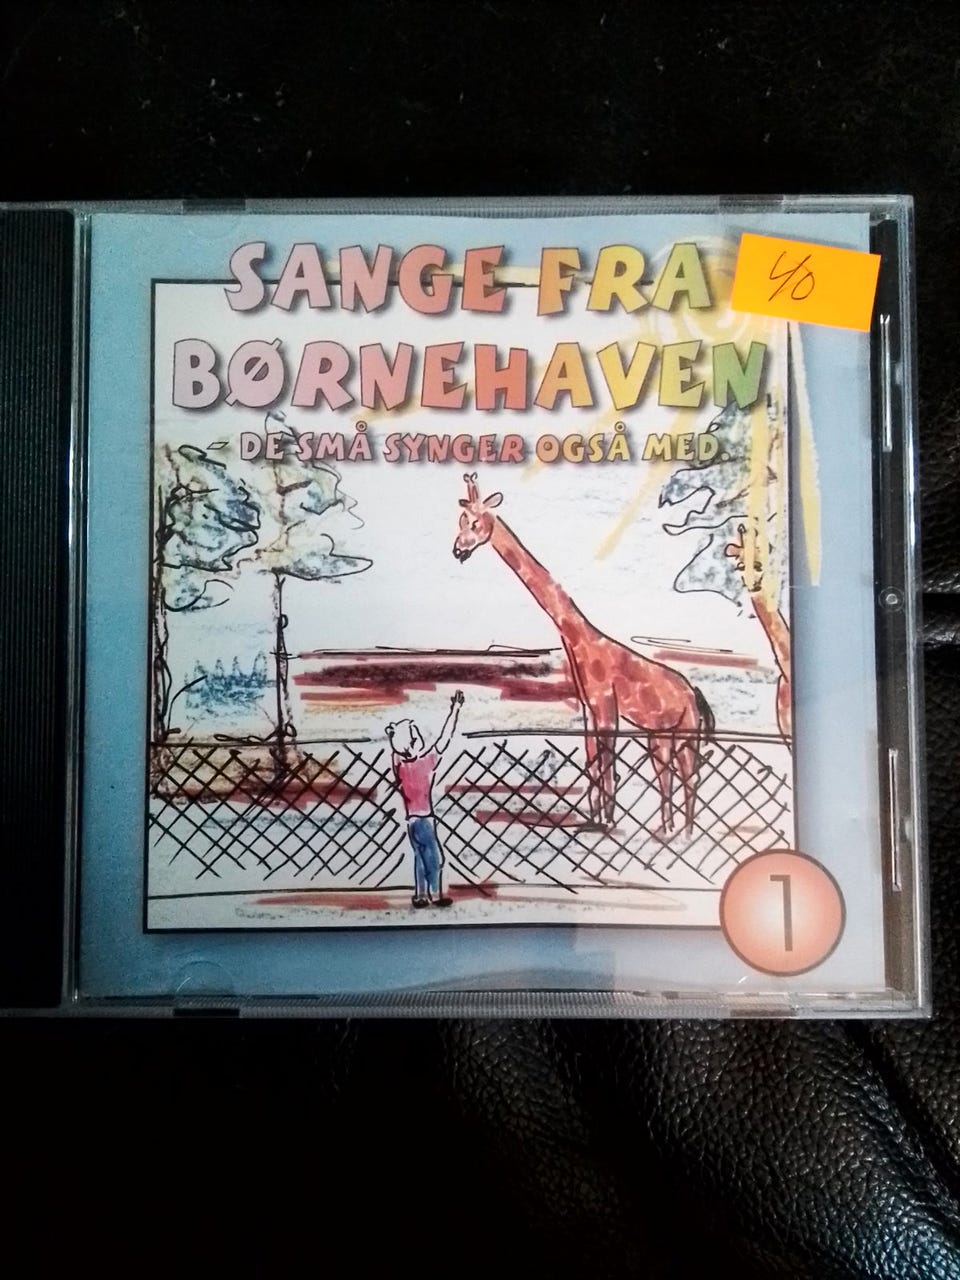 SANGE FRA
40
BØRNEHAVEN
- DE SMÅ SYNGER OGSÅ MED.
1